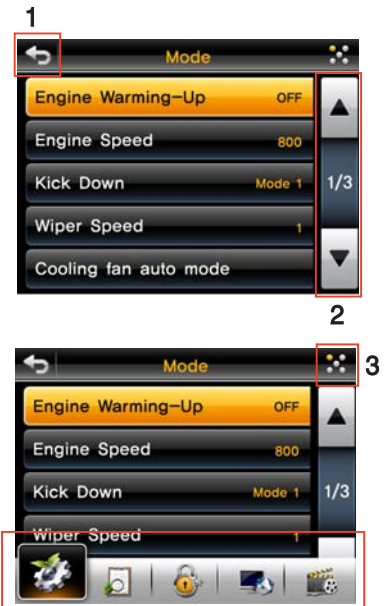 1
Mode
Engine Warming-Up OFF
Engine Speed 800
Kick Down Mode 1
1/3
Wiper Speed 1
Cooling fan auto mode
2
Mode
3
Engine Warming-Up OFF
Engine Speed 800
Kick Down Mode 1
1/3
Wiper Speed 1